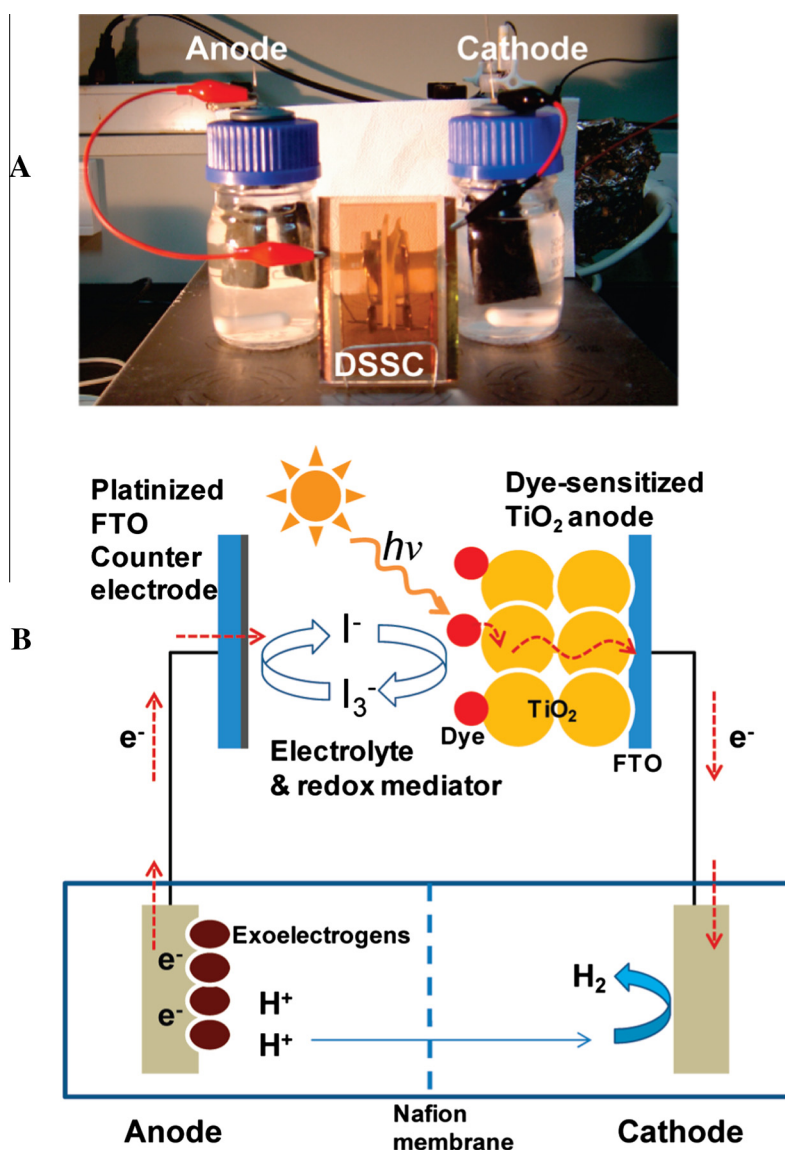 A
Anode
Cathode
DSSC
B
Platinized
FTO
Counter
electrode
hν
Dye-sensitized
TiO₂ anode
I⁻
I₃⁻
Electrolyte
& redox mediator
Dye
TiO₂
FTO
e⁻
e⁻
Exoelectrogens
e⁻
e⁻
H⁺
H⁺
H₂
Anode
Nafion
membrane
Cathode